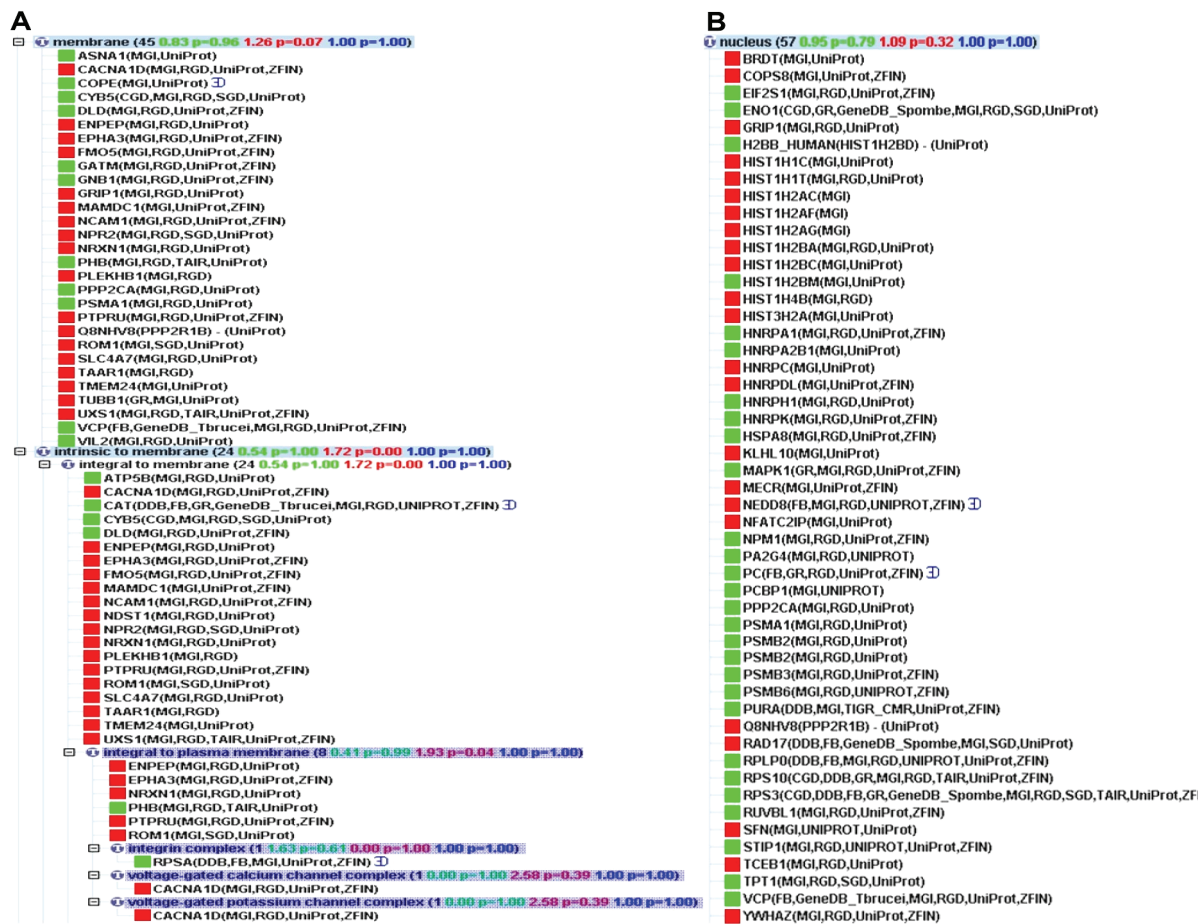 A
membrane (45 0.83 p=0.96 1.26 p=0.07 1.00 p=1.00)
ASNA1(MGI,UniProt)
CACNA1D(MGI,RGD,UniProt,ZFIN)
COPE(MGI,UniProt)
CYB5(CGD,MGI,RGD,SGD,UniProt)
DLD(MGI,RGD,UniProt,ZFIN)
ENPEP(MGI,RGD,UniProt)
EPHA3(MGI,RGD,UniProt,ZFIN)
FMO5(MGI,RGD,UniProt,ZFIN)
GATM(MGI,RGD,UniProt,ZFIN)
GNB1(MGI,RGD,UniProt,ZFIN)
GRIP1(MGI,RGD,UniProt)
MAMDC1(MGI,UniProt,ZFIN)
NCAM1(MGI,RGD,UniProt,ZFIN)
NPR2(MGI,RGD,SGD,UniProt)
NRXN1(MGI,RGD,UniProt)
PHB(MGI,RGD,TAIR,UniProt)
PLEKHB1(MGI,RGD)
PPP2CA(MGI,RGD,UniProt)
PSMA1(MGI,RGD,UniProt)
PTPRU(MGI,RGD,UniProt,ZFIN)
Q8NHV8(PPP2R1B) - (UniProt)
ROM1(MGI,SGD,UniProt)
SLC4A7(MGI,RGD,UniProt)
TAAR1(MGI,RGD)
TMEM24(MGI,UniProt)
TUBB1(GR,MGI,UniProt)
UXS1(MGI,RGD,TAIR,UniProt,ZFIN)
VCP(FB,GeneDB_Tbrucei,MGI,RGD,UniProt,ZFIN)
VIL2(MGI,RGD,UniProt)
intrinsic to membrane (24 0.54 p=1.00 1.72 p=0.00 1.00 p=1.00)
integral to membrane (24 0.54 p=1.00 1.72 p=0.00 1.00 p=1.00)
ATP5B(MGI,RGD,UniProt)
CACNA1D(MGI,RGD,UniProt,ZFIN)
CAT(DDB,FB,GR,GeneDB_Tbrucei,MGI,RGD,UNIPROT,ZFIN)
CYB5(CGD,MGI,RGD,SGD,UniProt)
DLD(MGI,RGD,UniProt,ZFIN)
ENPEP(MGI,RGD,UniProt)
EPHA3(MGI,RGD,UniProt,ZFIN)
FMO5(MGI,RGD,UniProt,ZFIN)
MAMDC1(MGI,UniProt,ZFIN)
NCAM1(MGI,RGD,UniProt,ZFIN)
NDST1(MGI,RGD,UniProt)
NPR2(MGI,RGD,SGD,UniProt)
NRXN1(MGI,RGD,UniProt)
PLEKHB1(MGI,RGD)
PTPRU(MGI,RGD,UniProt,ZFIN)
ROM1(MGI,SGD,UniProt)
SLC4A7(MGI,RGD,UniProt)
TAAR1(MGI,RGD)
TMEM24(MGI,UniProt)
UXS1(MGI,RGD,TAIR,UniProt,ZFIN)
integral to plasma membrane (8 0.41 p=0.99 1.93 p=0.04 1.00 p=1.00)
ENPEP(MGI,RGD,UniProt)
EPHA3(MGI,RGD,UniProt,ZFIN)
NRXN1(MGI,RGD,UniProt)
PHB(MGI,RGD,TAIR,UniProt)
PTPRU(MGI,RGD,UniProt,ZFIN)
ROM1(MGI,SGD,UniProt)
integrin complex (1 1.63 p=0.61 0.00 p=1.00 1.00 p=1.00)
RPSA(DDB,FB,MGI,UniProt,ZFIN)
voltage-gated calcium channel complex (1 0.00 p=1.00 2.58 p=0.39 1.00 p=1.00)
CACNA1D(MGI,RGD,UniProt,ZFIN)
voltage-gated potassium channel complex (1 0.00 p=1.00 2.58 p=0.39 1.00 p=1.00)
CACNA1D(MGI,RGD,UniProt,ZFIN)
B
nucleus (57 0.95 p=0.79 1.09 p=0.32 1.00 p=1.00)
BRDT(MGI,UniProt)
COPS8(MGI,UniProt,ZFIN)
EIF2S1(MGI,RGD,UniProt,ZFIN)
ENO1(CGD,GR,GeneDB_Spombe,MGI,RGD,SGD,UniProt)
GRIP1(MGI,RGD,UniProt)
H2BB_HUMAN(HIST1H2BD) - (UniProt)
HIST1H1C(MGI,UniProt)
HIST1H1T(MGI,RGD,UniProt)
HIST1H2AC(MGI)
HIST1H2AF(MGI)
HIST1H2AG(MGI)
HIST1H2BA(MGI,RGD,UniProt)
HIST1H2BC(MGI,UniProt)
HIST1H2BM(MGI,UniProt)
HIST1H4B(MGI,RGD)
HIST3H2A(MGI,UniProt)
HNRPA1(MGI,RGD,UniProt,ZFIN)
HNRPA2B1(MGI,UniProt)
HNRPC(MGI,UniProt)
HNRPDL(MGI,UniProt,ZFIN)
HNRPH1(MGI,RGD,UniProt)
HNRPK(MGI,RGD,UniProt,ZFIN)
HSPA8(MGI,RGD,UniProt,ZFIN)
KLHL10(MGI,UniProt)
MAPK1(GR,MGI,RGD,UniProt,ZFIN)
MECR(MGI,UniProt,ZFIN)
NEDD8(FB,MGI,RGD,UNIPROT,ZFIN)
NFATC2IP(MGI,UniProt)
NPM1(MGI,RGD,UniProt,ZFIN)
PA2G4(MGI,RGD,UNIPROT)
PC(FB,GR,RGD,UniProt,ZFIN)
PCBP1(MGI,UNIPROT)
PPP2CA(MGI,RGD,UniProt)
PSMA1(MGI,RGD,UniProt)
PSMB2(MGI,RGD,UniProt)
PSMB2(MGI,RGD,UniProt)
PSMB3(MGI,RGD,UniProt,ZFIN)
PSMB6(MGI,RGD,UNIPROT,ZFIN)
PURA(DDB,MGI,TIGR_CMR,UniProt,ZFIN)
Q8NHV8(PPP2R1B) - (UniProt)
RAD17(DDB,FB,GeneDB_Spombe,MGI,SGD,UniProt)
RPLP0(DDB,FB,MGI,RGD,UNIPROT,UniProt,ZFIN)
RPS10(CGD,DDB,GR,MGI,RGD,TAIR,UniProt,ZFIN)
RPS3(CGD,DDB,FB,GR,GeneDB_Spombe,MGI,RGD,SGD,TAIR,UniProt,ZFI
RUVBL1(MGI,RGD,UniProt,ZFIN)
SFN(MGI,UNIPROT,UniProt)
STIP1(MGI,RGD,UNIPROT,UniProt,ZFIN)
TCEB1(MGI,RGD,UniProt)
TPT1(MGI,RGD,SGD,UniProt)
VCP(FB,GeneDB_Tbrucei,MGI,RGD,UniProt,ZFIN)
YWHAZ(MGI,RGD,UniProt,ZFIN)